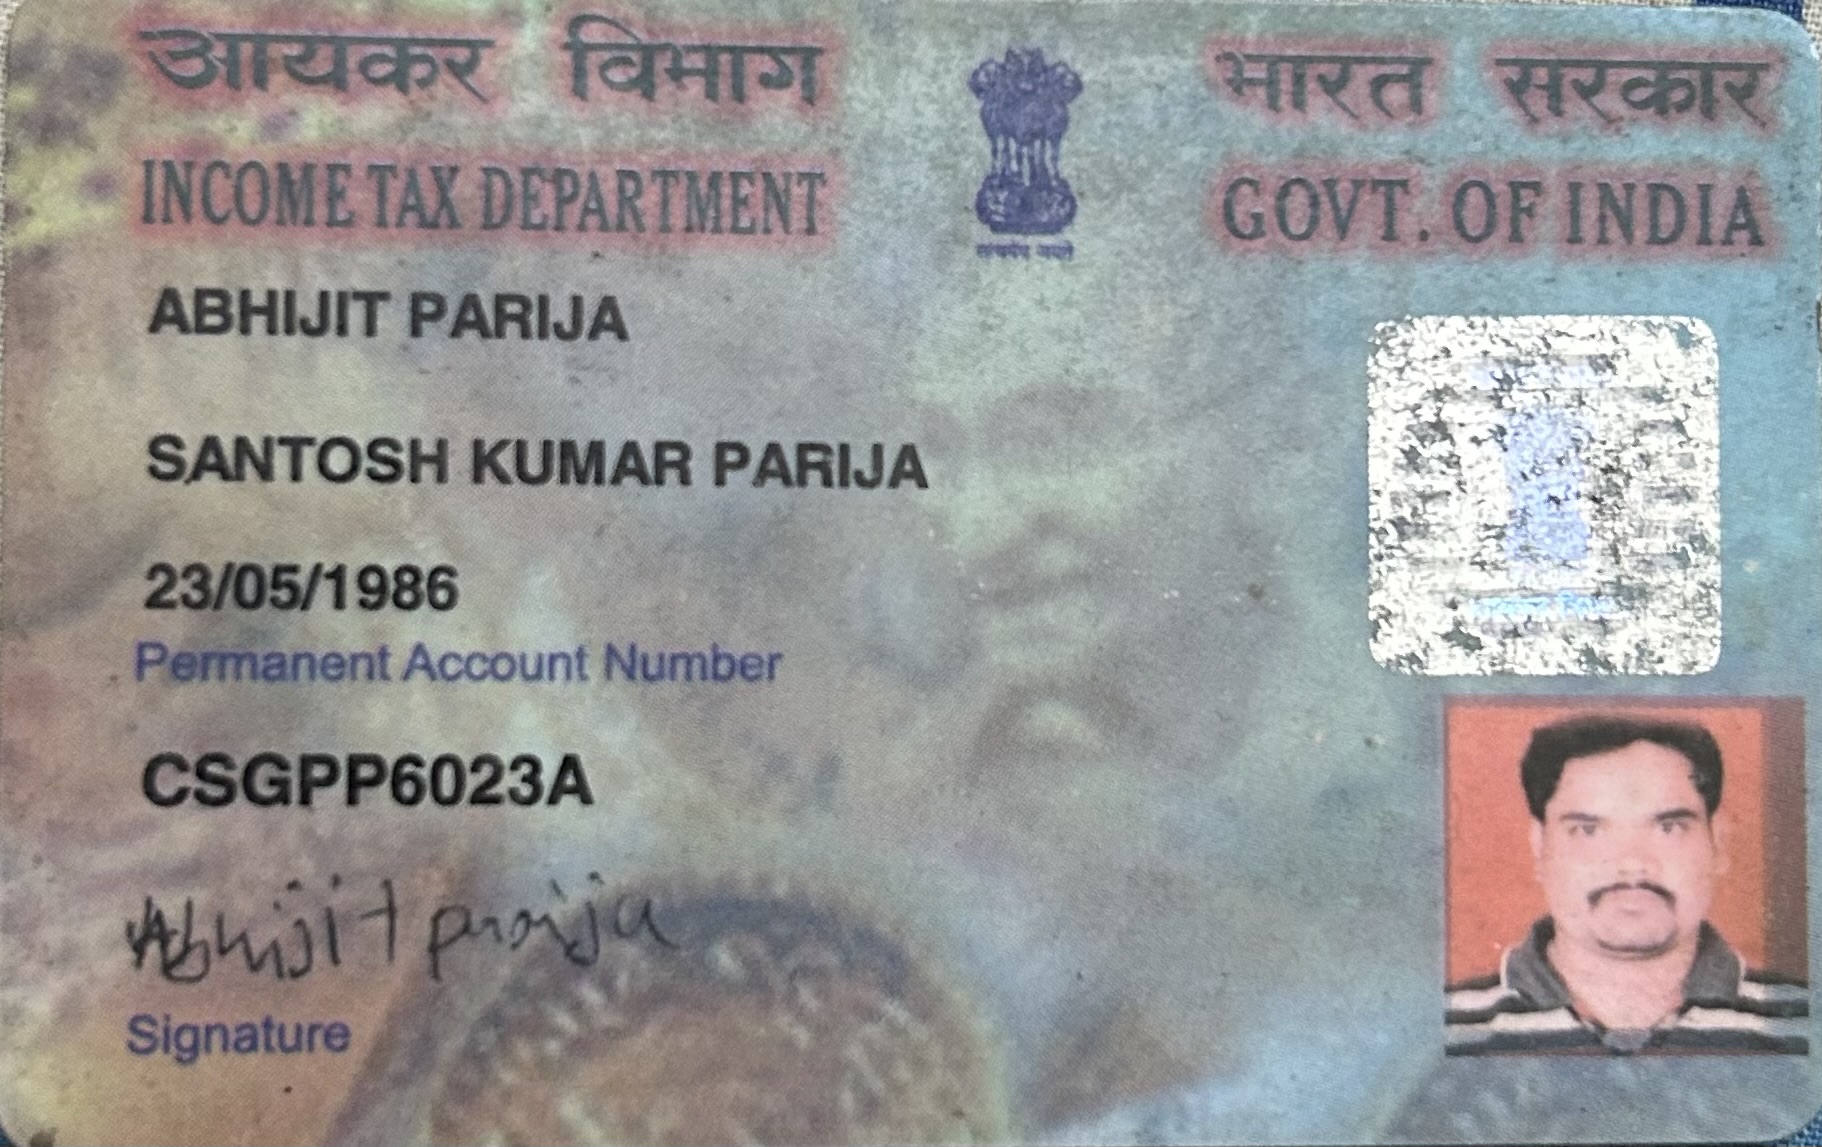 आयकर विभाग
भारत सरकार
INCOME TAX DEPARTMENT
GOVT. OF INDIA
सत्यमेव जयते
ABHIJIT PARIJA
SANTOSH KUMAR PARIJA
23/05/1986
Permanent Account Number
CSGPP6023A
Abhijit parija
Signature